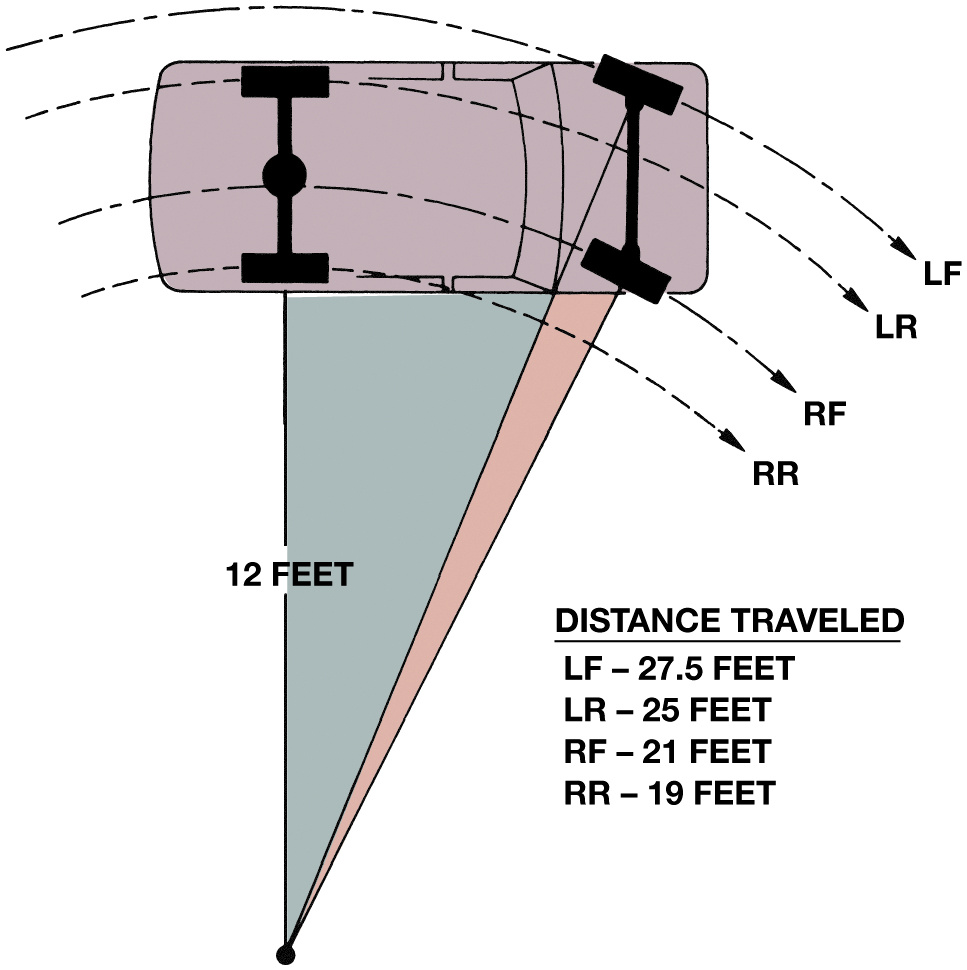 LF
LR
RF
RR
12 FEET
DISTANCE TRAVELED
LF – 27.5 FEET
LR – 25 FEET
RF – 21 FEET
RR – 19 FEET